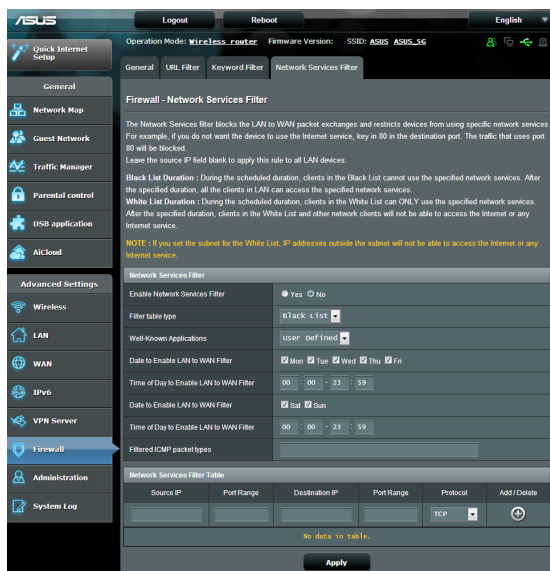 ASUS
Logout
Reboot
English
Quick Internet
Setup
Operation Mode: Wireless router Firmware Version: SSID: ASUS ASUS_5G
General
URL Filter
Keyword Filter
Network Services Filter
General
Network Map
Guest Network
Traffic Manager
Parental control
USB application
AiCloud
Advanced Settings
Wireless
LAN
WAN
IPv6
VPN Server
Firewall
Administration
System Log
Firewall - Network Services Filter
The Network Services filter blocks the LAN to WAN packet exchanges and restricts devices from using specific network services.
For example, if you do not want the device to use the Internet service, key in 80 in the destination port. The traffic that uses port
80 will be blocked.
Leave the source IP field blank to apply this rule to all LAN devices.
Black List Duration : During the scheduled duration, clients in the Black List cannot use the specified network services. After
the specified duration, all the clients in LAN can access the specified network services.
White List Duration : During the scheduled duration, clients in the White List can ONLY use the specified network services.
After the specified duration, clients in the White List and other network clients will not be able to access the Internet or any
Internet service.
NOTE : If you set the subnet for the White List, IP addresses outside the subnet will not be able to access the Internet or any
Internet service.
Network Services Filter
Enable Network Services Filter Yes No
Filter table type Black List
Well-Known Applications User Defined
Date to Enable LAN to WAN Filter Mon Tue Wed Thu Fri
Time of Day to Enable LAN to WAN Filter 00 : 00 - 23 : 59
Date to Enable LAN to WAN Filter Sat Sun
Time of Day to Enable LAN to WAN Filter 00 : 00 - 23 : 59
Filtered ICMP packet types
Network Services Filter Table
Source IP Port Range Destination IP Port Range Protocol Add / Delete
TCP
No data in table.
Apply